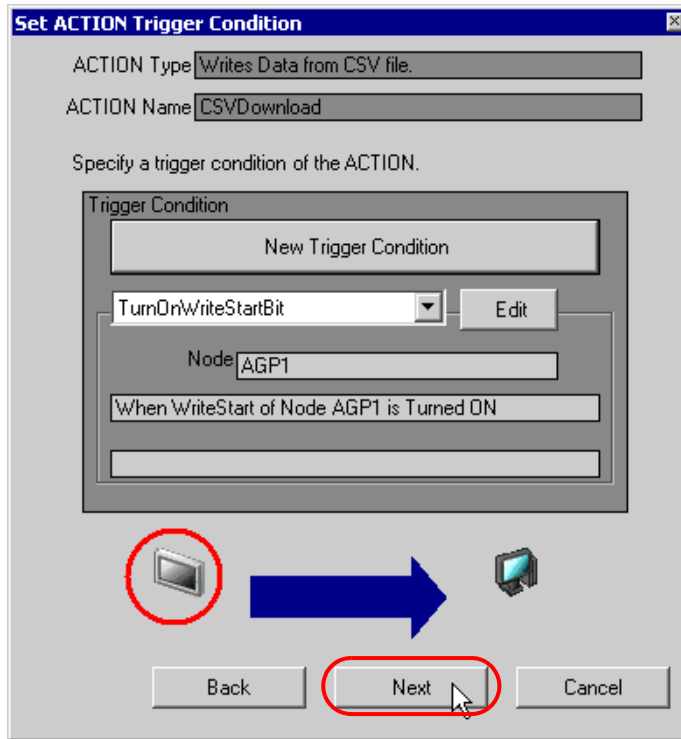 Set ACTION Trigger Condition
ACTION Type Writes Data from CSV file.
ACTION Name CSVDownload
Specify a trigger condition of the ACTION.
Trigger Condition
New Trigger Condition
TurnOnWriteStartBit Edit
Node AGP1
When WriteStart of Node AGP1 is Turned ON
Back Next Cancel